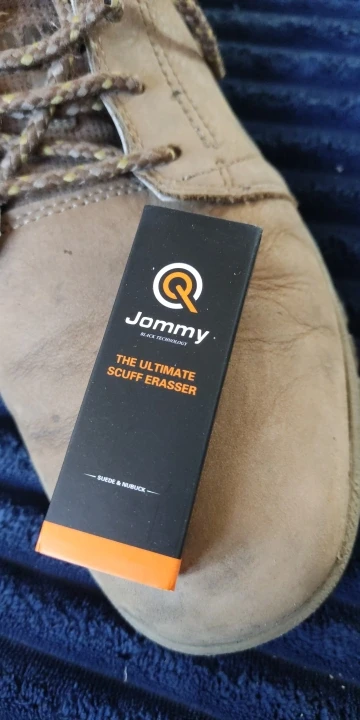 Jommy
BLACK TECHNOLOGY
THE ULTIMATE
SCUFF ERASSER
SUEDE & NUBUCK